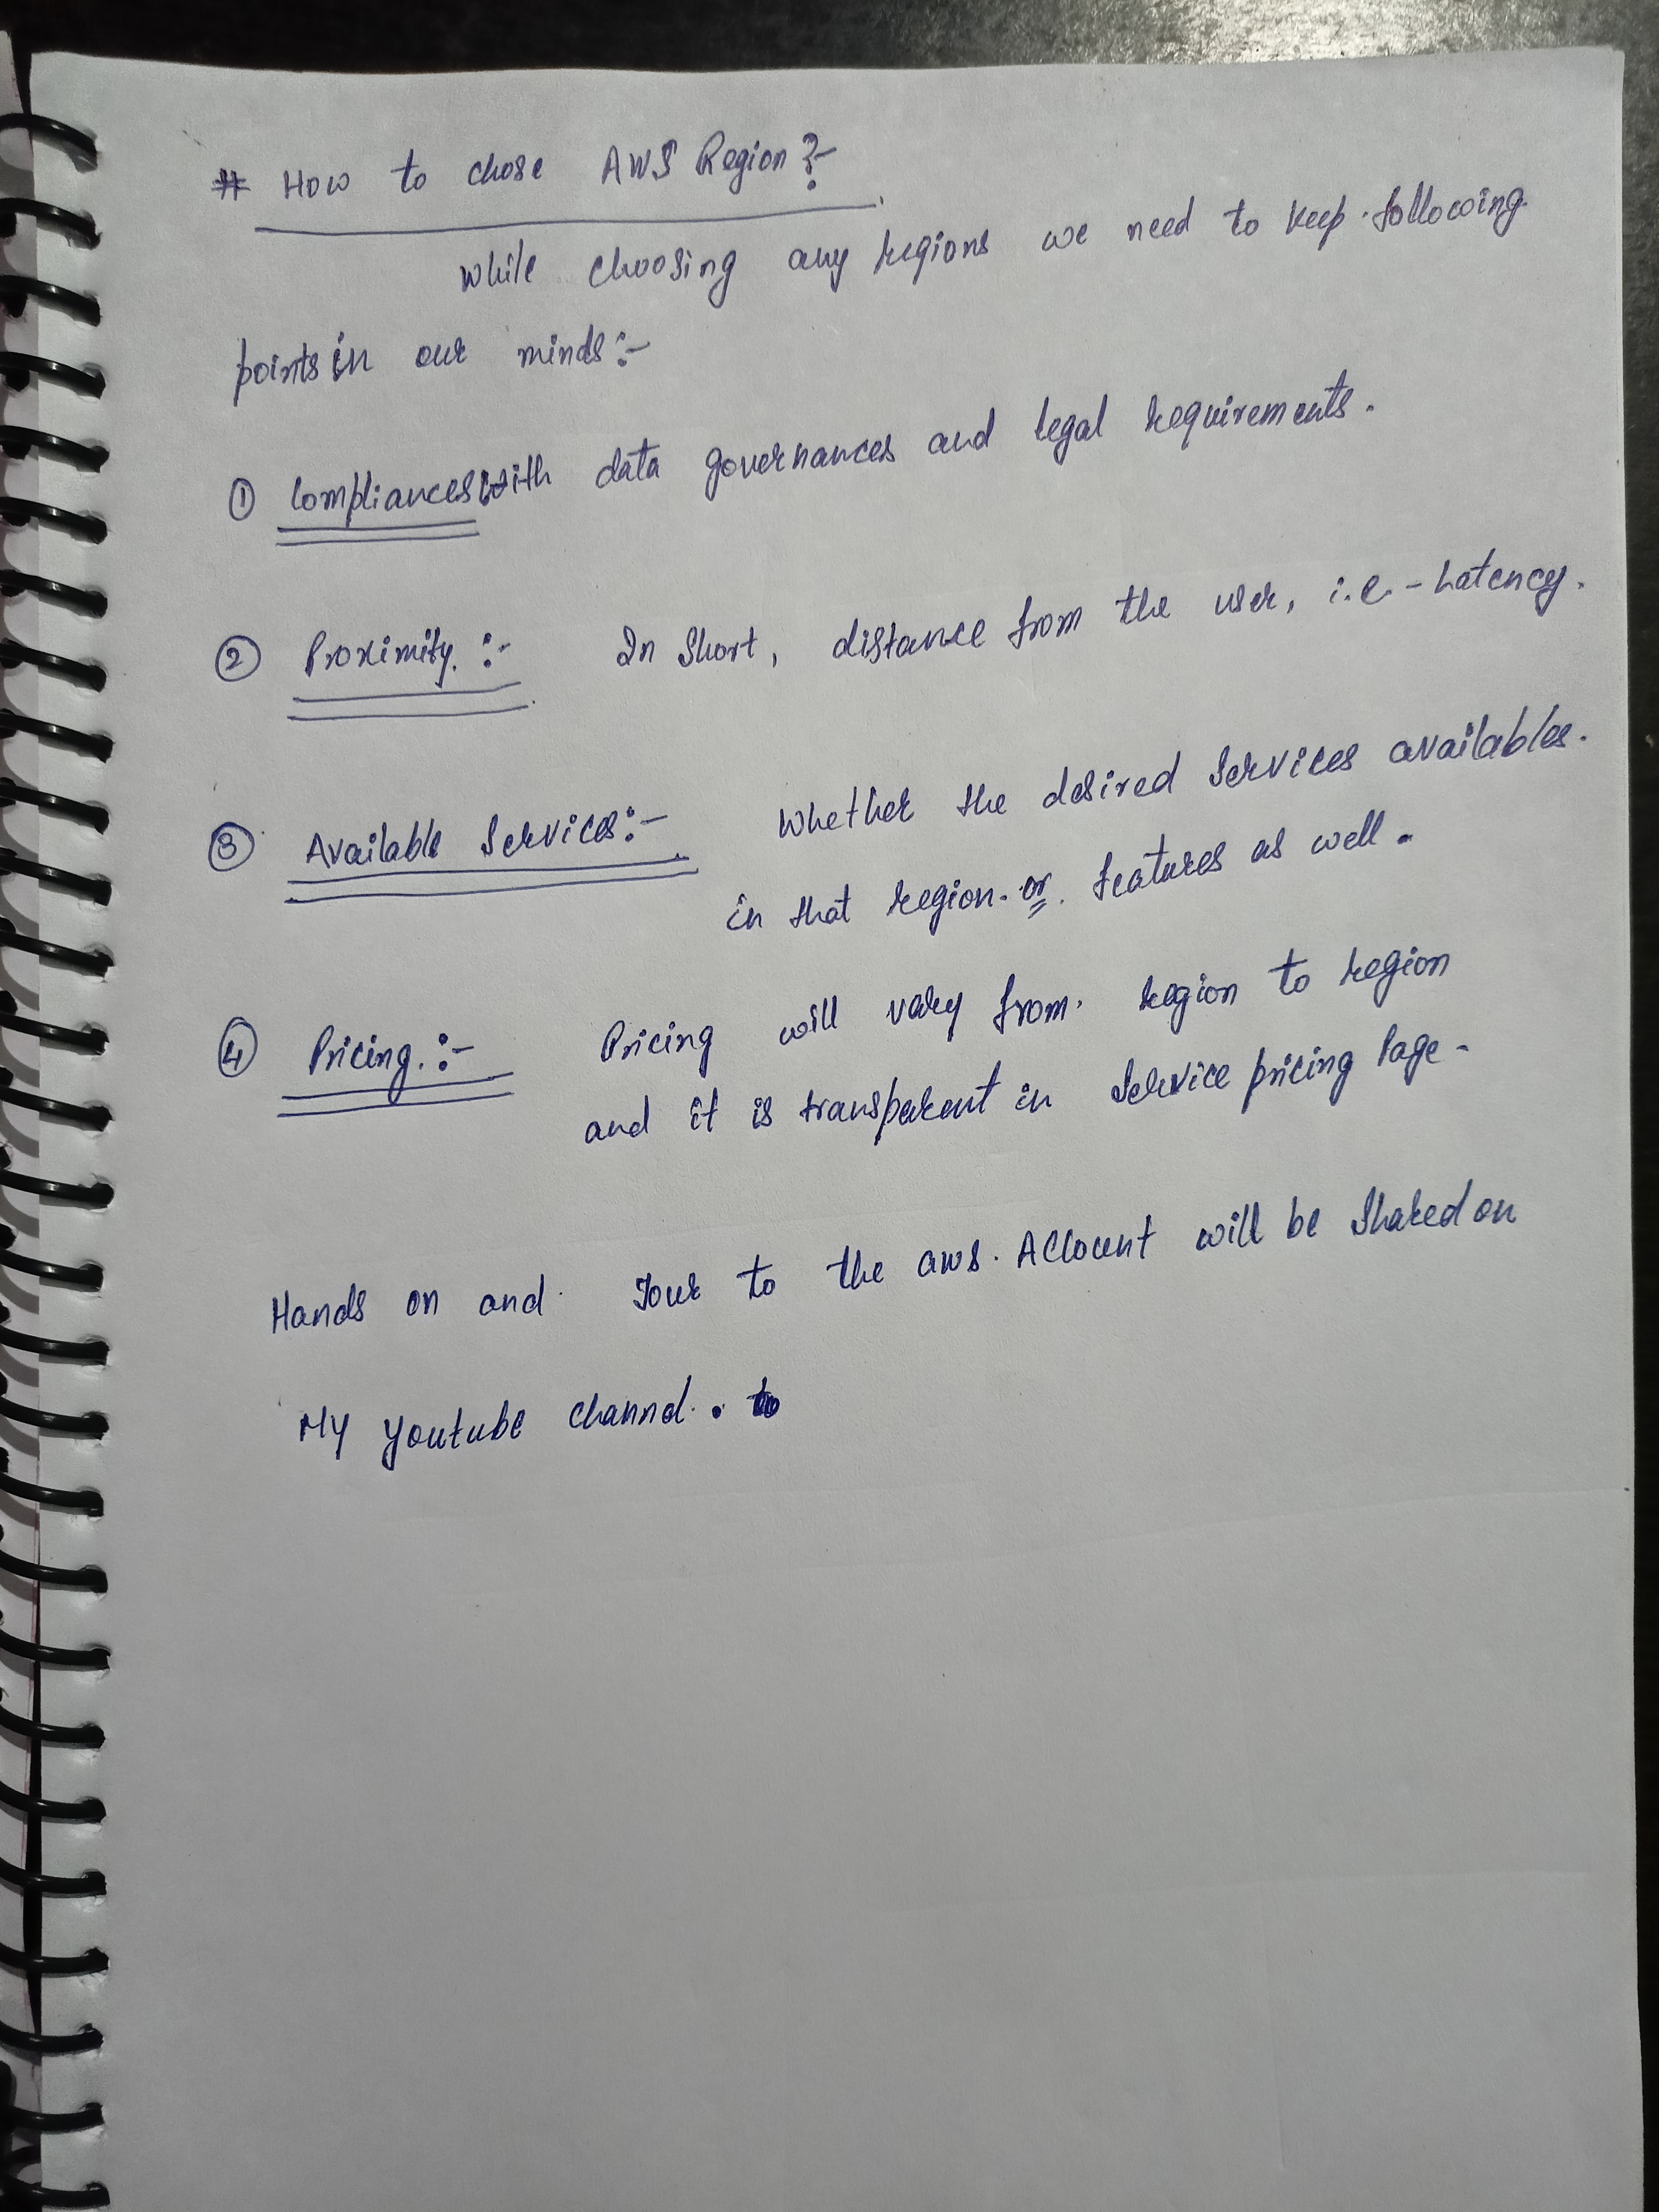 # How to chose AWS Region?-
While choosing any regions we need to keep following
points in our minds:-
① Compliances with data governances and legal requirements.
② Proximity. :- In Short, distance from the user, i.e.- Latency.
③ Available Services:- Whether the desired services availables.
in that region. or features as well.
④ Pricing. :- Pricing will vary from region to region
and it is transparent in Service pricing Page.
Hands on and Tour to the aws. Account will be Shared on
My Youtube channel.